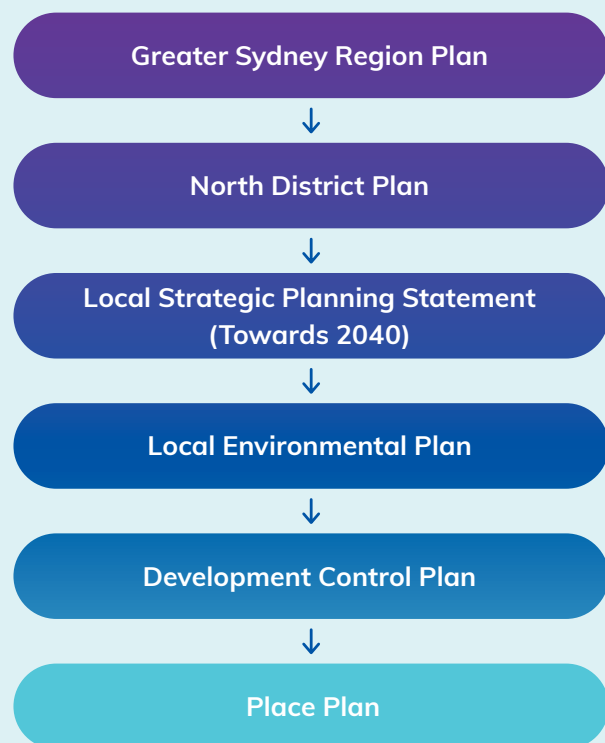 Greater Sydney Region Plan
North District Plan
Local Strategic Planning Statement
(Towards 2040)
Local Environmental Plan
Development Control Plan
Place Plan